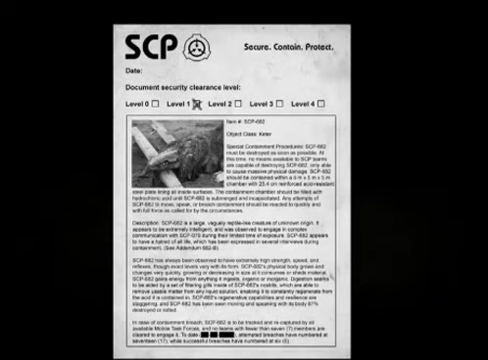 SCP
Secure. Contain. Protect.
Date:
Document security clearance level:
Level 0 Level 1 Level 2 Level 3 Level 4
Item #: SCP-682
Object Class: Keter
Special Containment Procedures: SCP-682
must be destroyed as soon as possible. At
this time, no means available to SCP teams
are capable of destroying SCP-682, only able
to cause massive physical damage. SCP-682
should be contained within a 5 m x 5 m x 5 m
chamber with 25.4 cm reinforced acid-resistant
steel plate lining all inside surfaces. The containment chamber should be filled with
hydrochloric acid until SCP-682 is submerged and incapacitated. Any attempts of
SCP-682 to move, speak, or breach containment should be reacted to quickly and
with full force as called for by the circumstances.
Description: SCP-682 is a large, vaguely reptile-like creature of unknown origin. It
appears to be extremely intelligent, and was observed to engage in complex
communication with SCP-079 during their limited time of exposure. SCP-682 appears
to have a hatred of all life, which has been expressed in several interviews during
containment. (See Addendum 682-B).
SCP-682 has always been observed to have extremely high strength, speed, and
reflexes, though exact levels vary with its form. SCP-682's physical body grows and
changes very quickly, growing or decreasing in size as it consumes or sheds material.
SCP-682 gains energy from anything it ingests, organic or inorganic. Digestion seems
to be aided by a set of filtering gills inside of SCP-682's nostrils, which are able to
remove usable matter from any liquid solution, enabling it to constantly regenerate from
the acid it is contained in. SCP-682's regenerative capabilities and resilience are
staggering, and SCP-682 has been seen moving and speaking with its body 87%
destroyed or rotted.
In case of containment breach, SCP-682 is to be tracked and re-captured by all
available Mobile Task Forces, and no teams with fewer than seven (7) members are
cleared to engage it. To date attempted breaches have numbered at
seventeen (17), while successful breaches have numbered at six (6).